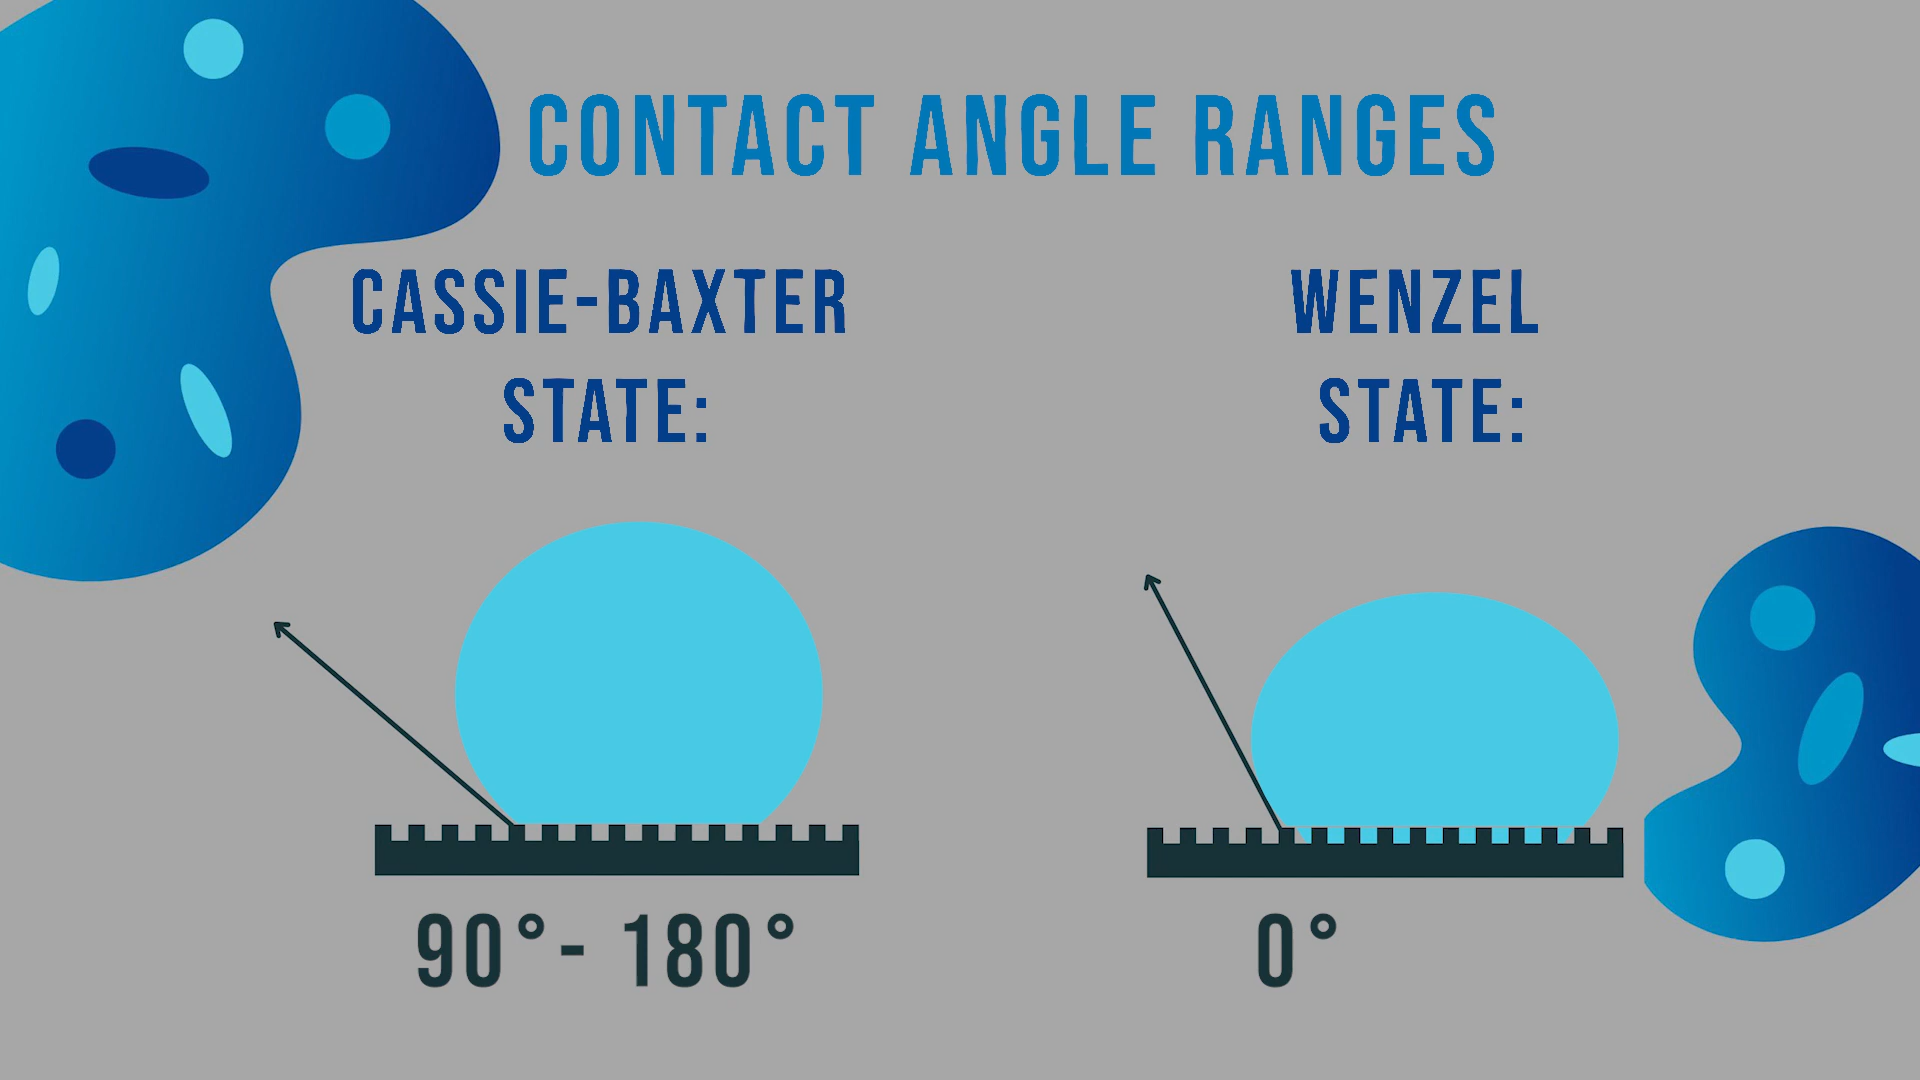 CONTACT ANGLE RANGES
CASSIE-BAXTER
STATE:
WENZEL
STATE:
90°- 180°
0°